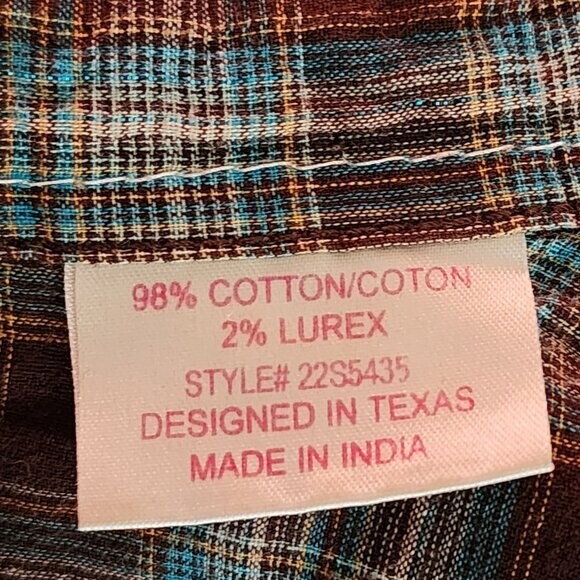 98% COTTON/COTON
2% LUREX
STYLE# 22S5435
DESIGNED IN TEXAS
MADE IN INDIA